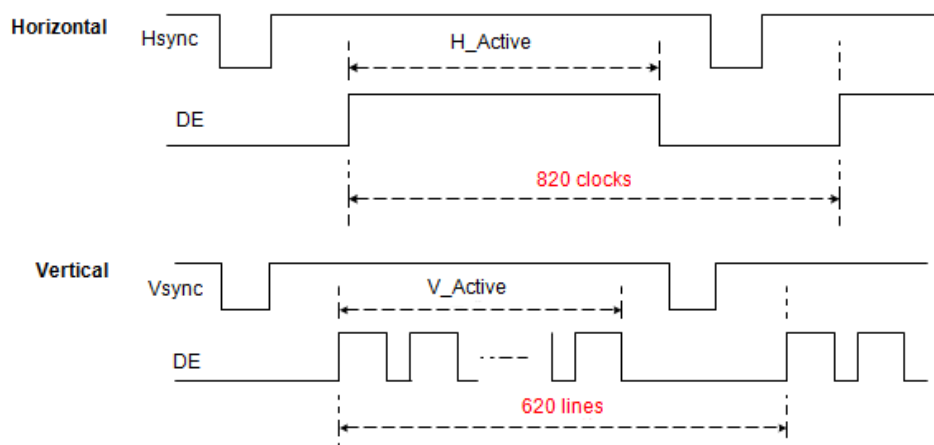 Horizontal
Hsync
H_Active
DE
820 clocks
Vertical
Vsync
V_Active
DE
620 lines